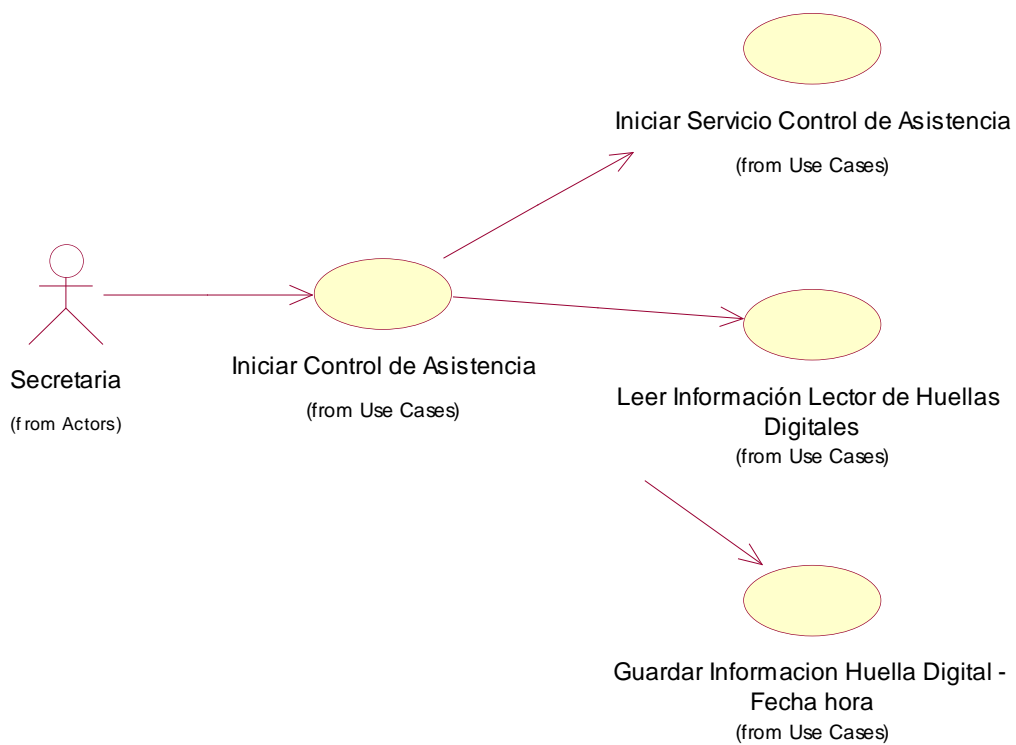 Iniciar Servicio Control de Asistencia
(from Use Cases)
Secretaria
(from Actors)
Iniciar Control de Asistencia
(from Use Cases)
Leer Información Lector de Huellas
Digitales
(from Use Cases)
Guardar Informacion Huella Digital -
Fecha hora
(from Use Cases)